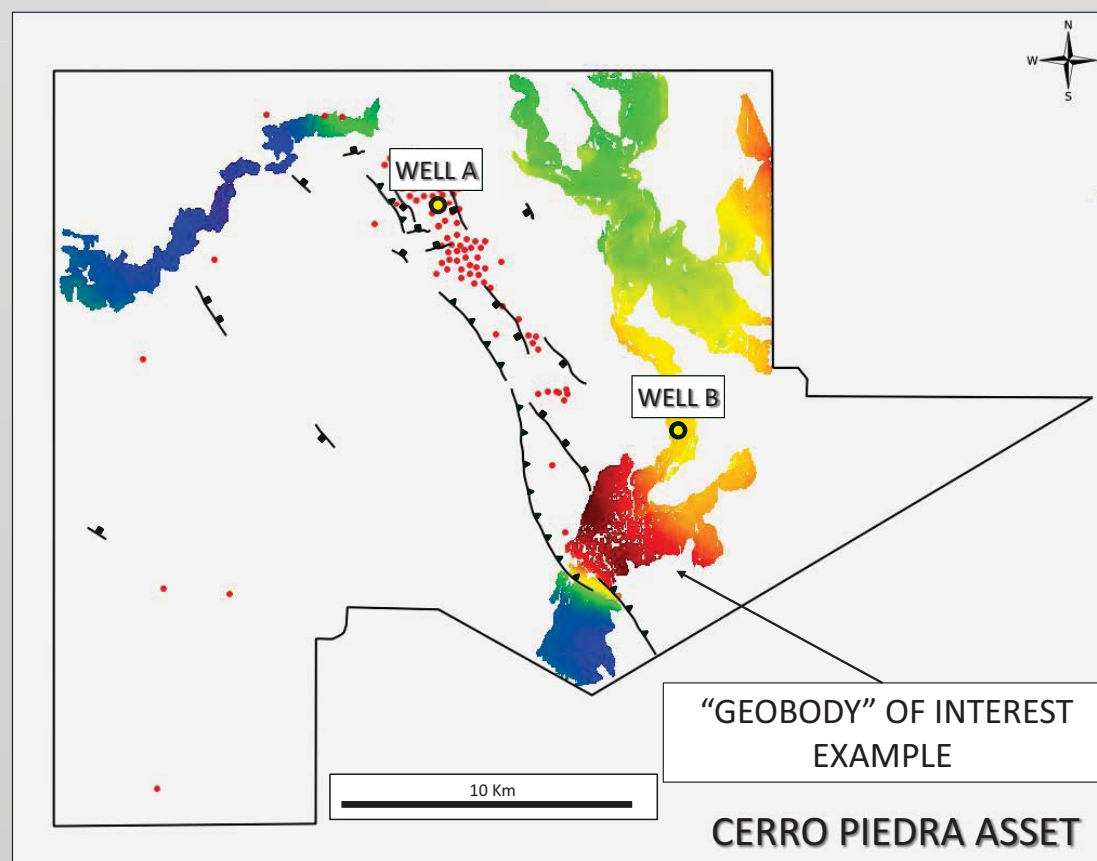 N
W
S
WELL A
WELL B
“GEOBODY” OF INTEREST
EXAMPLE
10 Km
CERRO PIEDRA ASSET